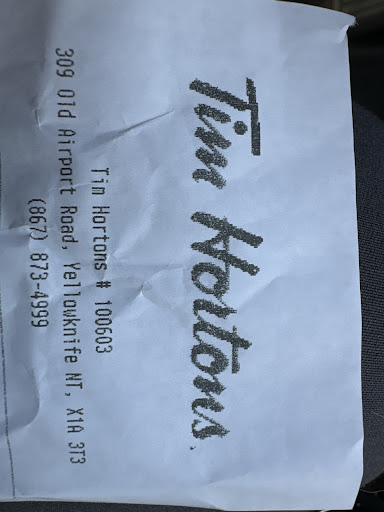 Tim Hortons
Tim Hortons # 100603
309 Old Airport Road, Yellowknife NT, X1A 3T3
(867) 873-4999